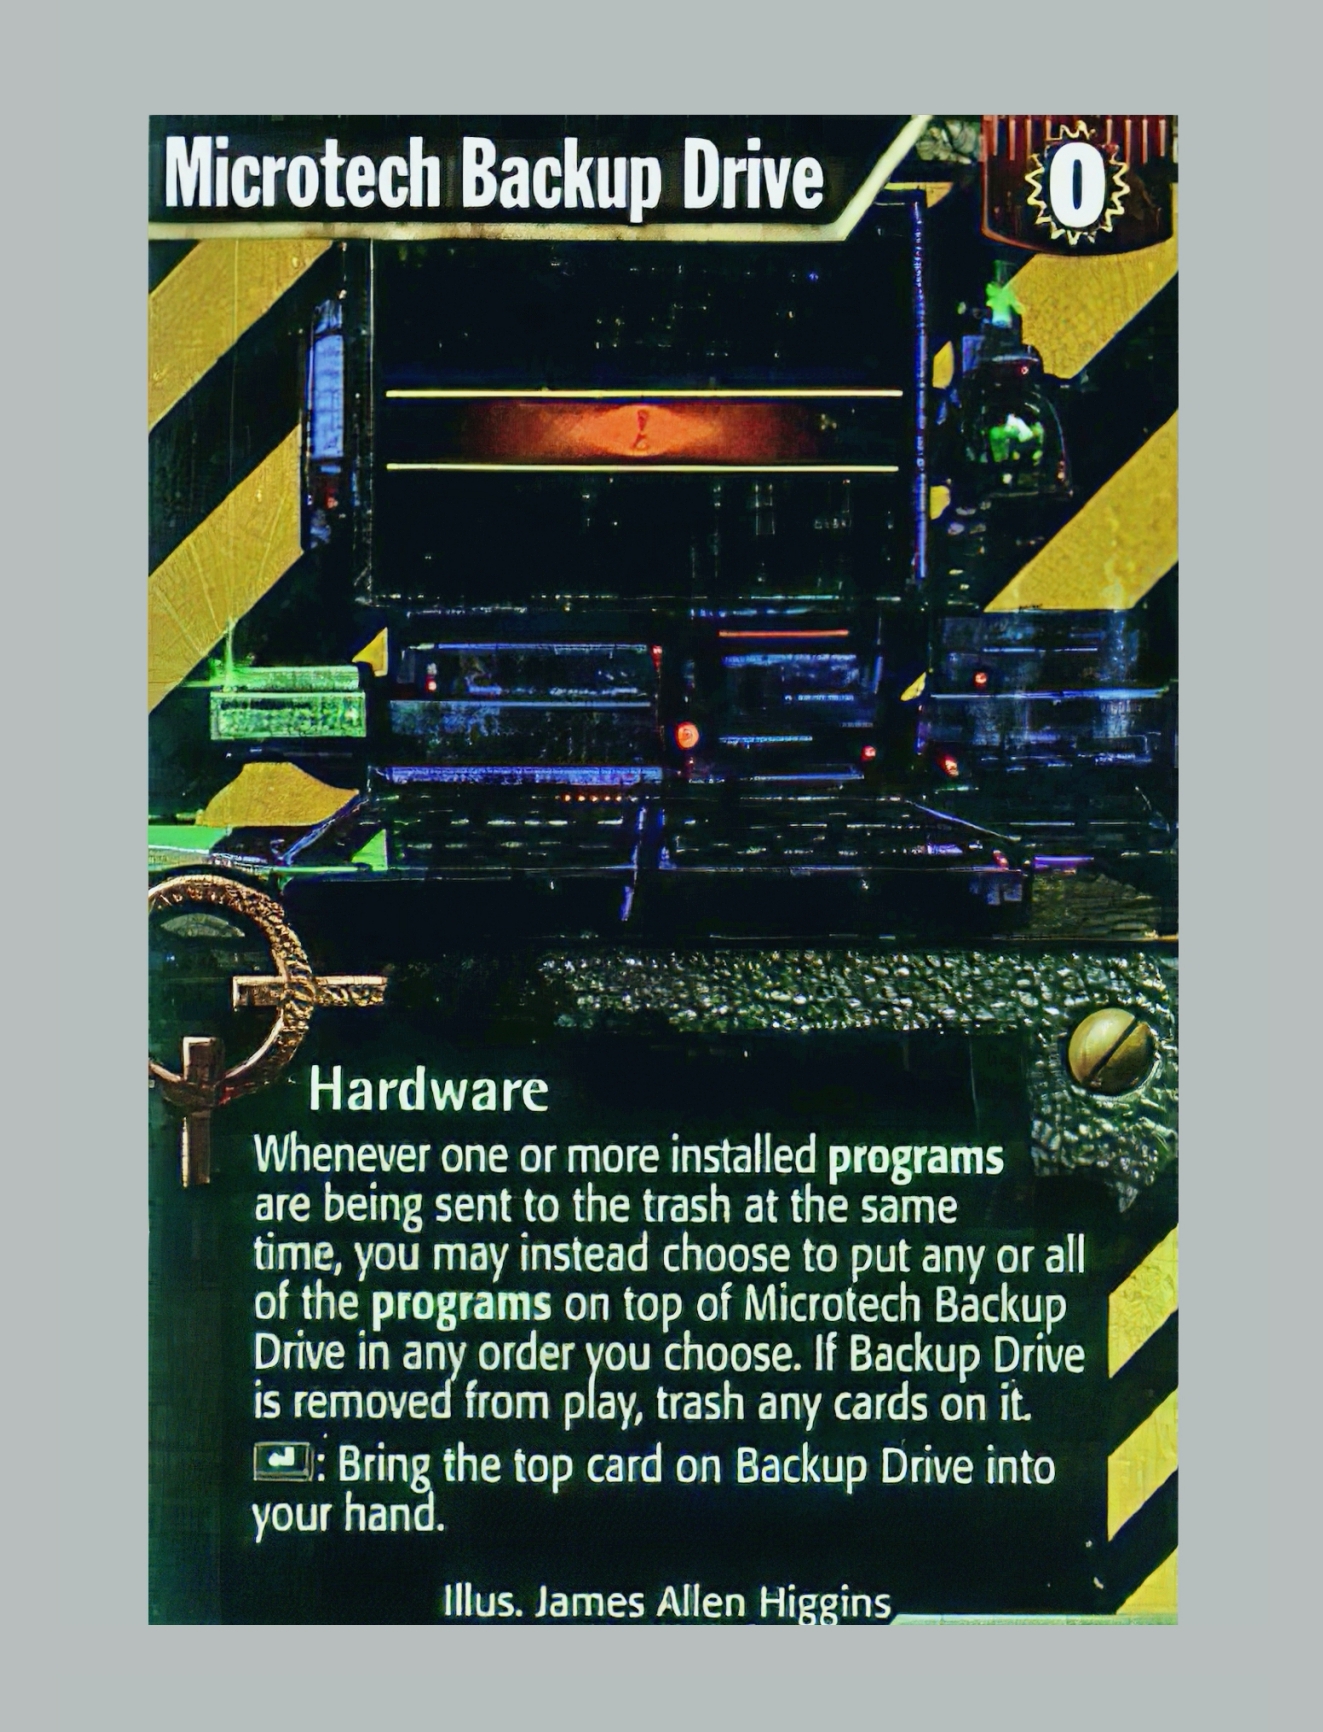 Microtech Backup Drive
0
Hardware
Whenever one or more installed programs
are being sent to the trash at the same
time, you may instead choose to put any or all
of the programs on top of Microtech Backup
Drive in any order you choose. If Backup Drive
is removed from play, trash any cards on it.
: Bring the top card on Backup Drive into
your hand.
Illus. James Allen Higgins